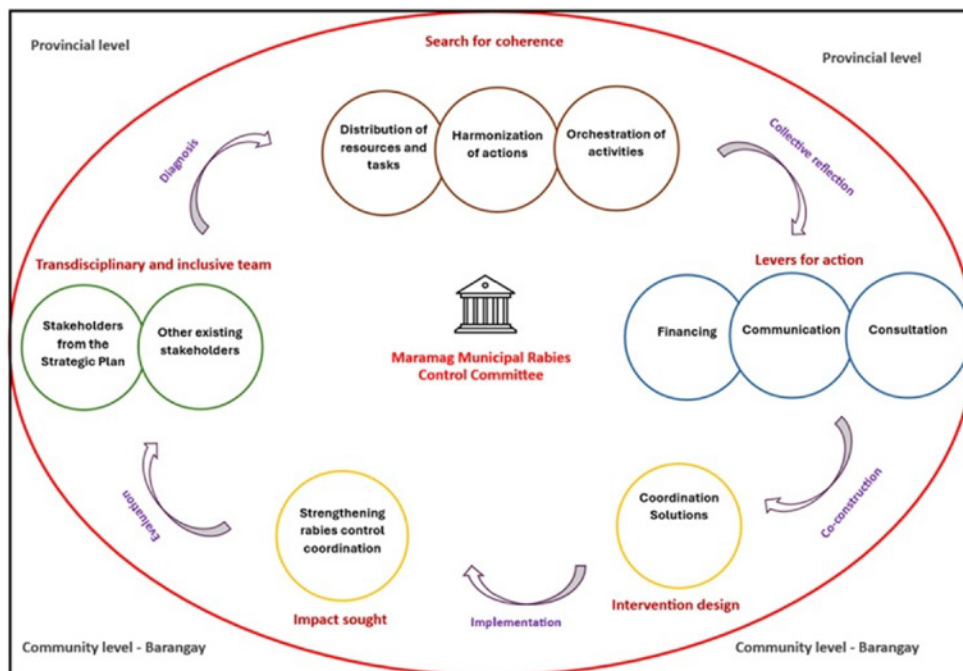 Provincial level
Search for coherence
Provincial level
Distribution of
resources and
tasks
Harmonization
of actions
Orchestration of
activities
Diagnosis
Collective reflection
Transdisciplinary and inclusive team
Levers for action
Stakeholders
from the
Strategic Plan
Other existing
stakeholders
Maramag Municipal Rabies
Control Committee
Financing
Communication
Consultation
Evaluation
Strengthening
rabies control
coordination
Coordination
Solutions
Co-construction
Impact sought
Implementation
Intervention design
Community level - Barangay
Community level - Barangay